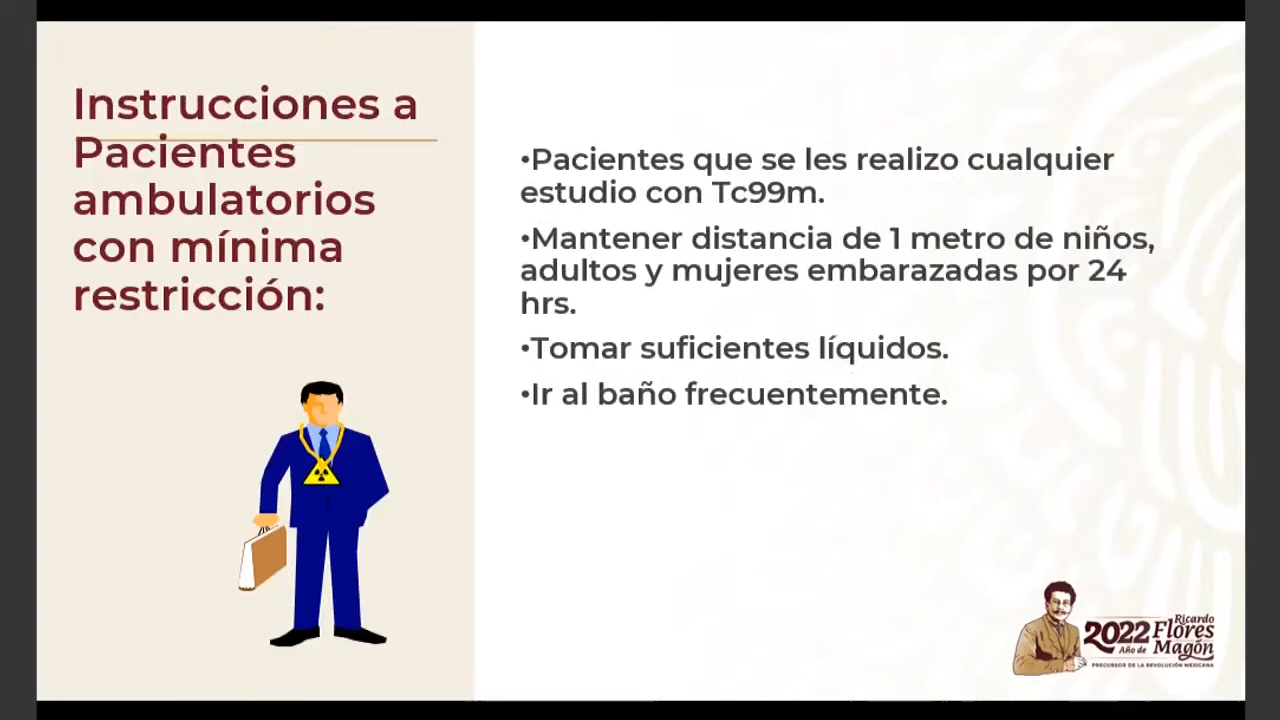 Instrucciones a
Pacientes
ambulatorios
con mínima
restricción:
•Pacientes que se les realizo cualquier
estudio con Tc99m.
•Mantener distancia de 1 metro de niños,
adultos y mujeres embarazadas por 24
hrs.
•Tomar suficientes líquidos.
•Ir al baño frecuentemente.
2022 Ricardo
Flores
Año de Magón
PRECURSOR DE LA REVOLUCIÓN MEXICANA